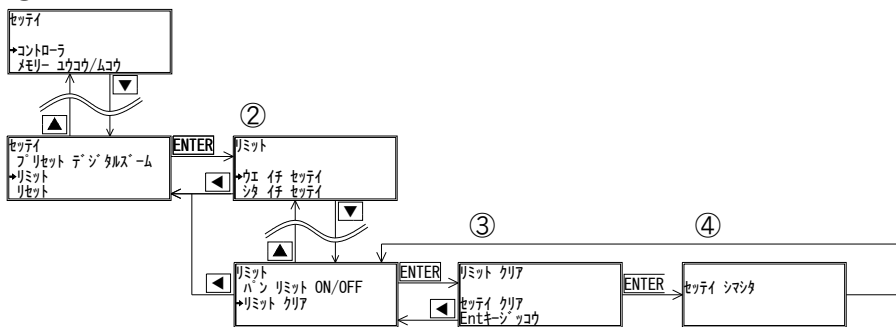 セッテイ
→コントローラ
メモリー ユウコウ/ムコウ
▼
▲
②
セッテイ
プリセット デジタルズーム
→リミット
リセット
ENTER
◀
リミット
→ウエ イチ セッテイ
シタ イチ セッテイ
▼
▲
③
④
◀
リミット
パン リミット ON/OFF
→リミット クリア
ENTER
◀
リミット クリア
セッテイ クリア
Entキージッコウ
ENTER
セッテイ シマシタ